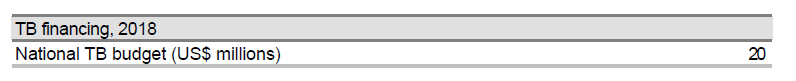 TB financing, 2018
National TB budget (US$ millions) 20